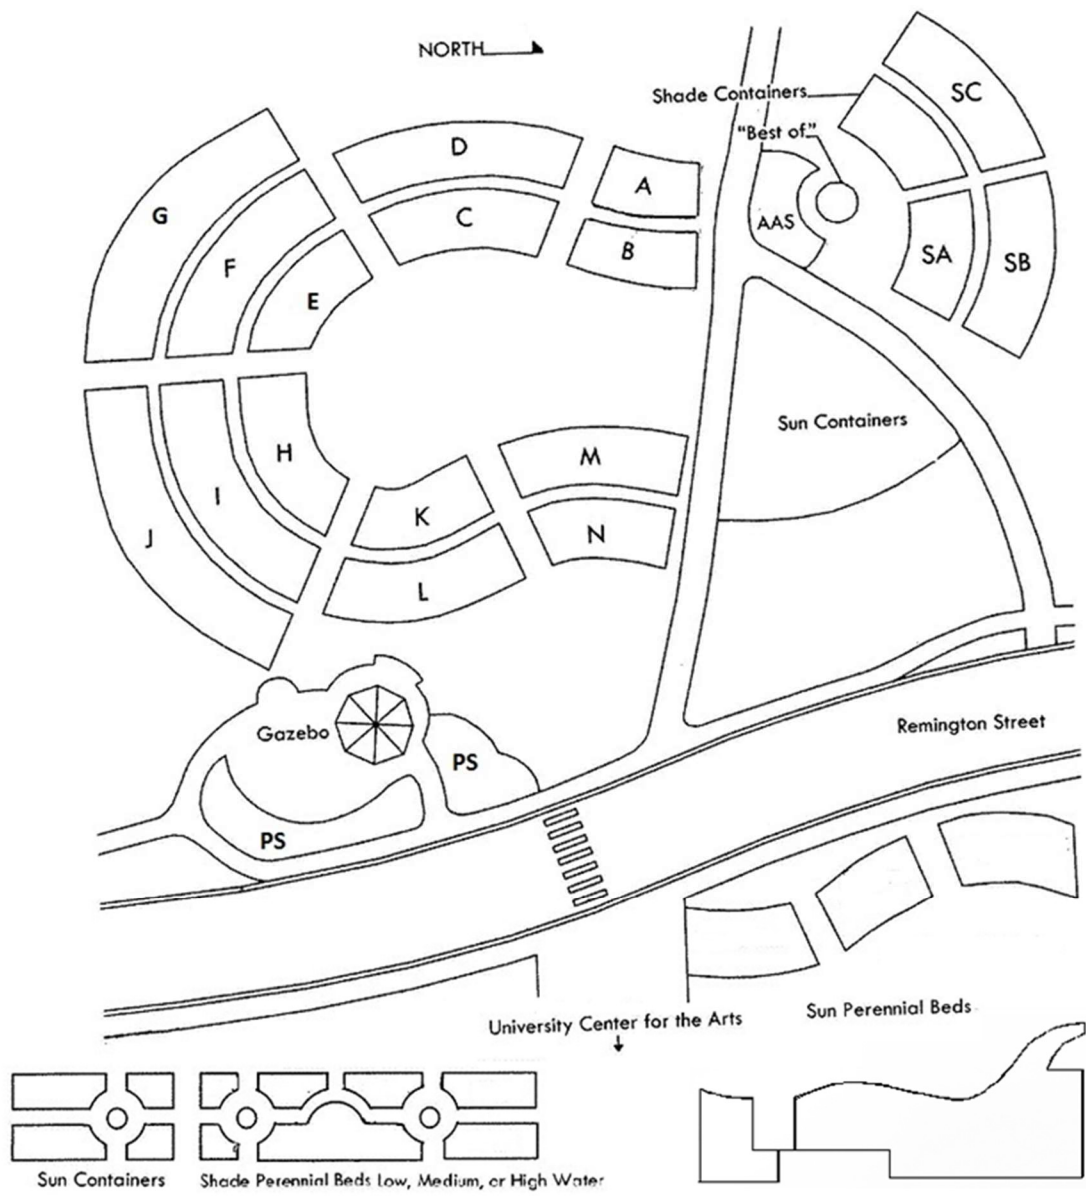 NORTH
Shade Containers
SC
"Best of"
D
A
G
C
AAS
B
SA
SB
F
E
Sun Containers
H
M
I
K
J
N
L
Gazebo
PS
Remington Street
PS
University Center for the Arts
Sun Perennial Beds
Sun Containers
Shade Perennial Beds Low, Medium, or High Water